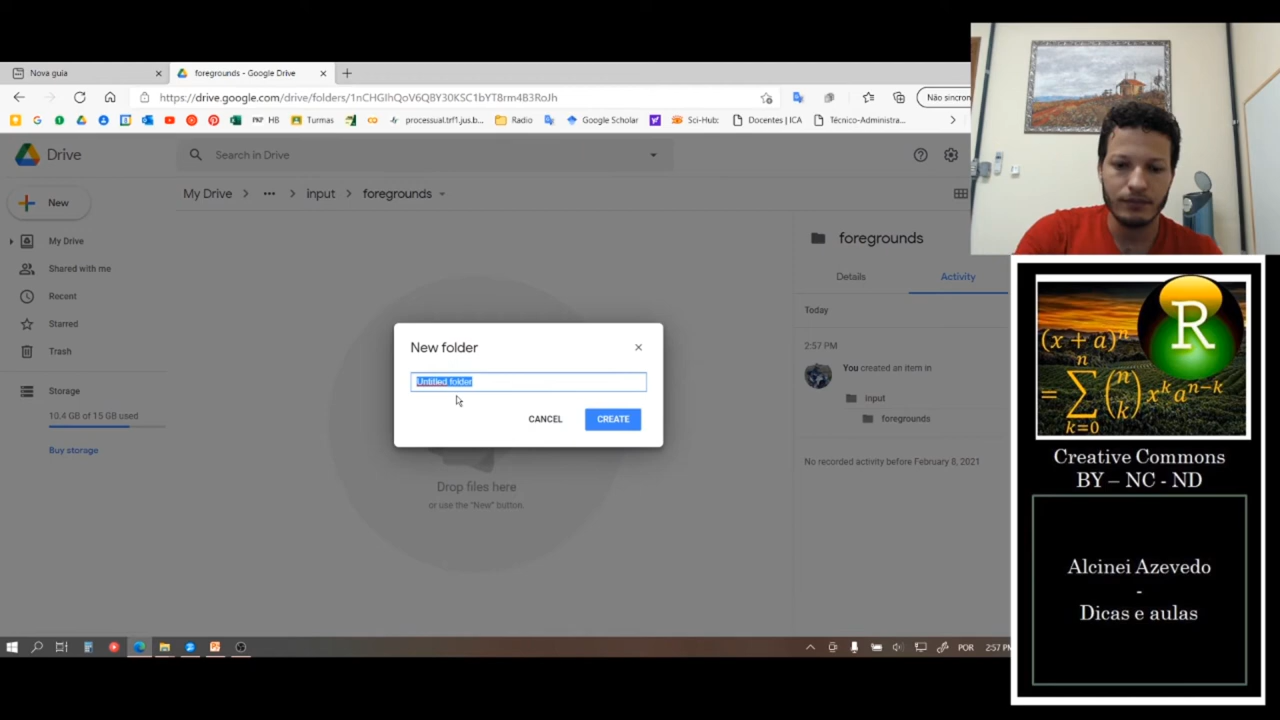 Nova guia
foregrounds - Google Drive
https://drive.google.com/drive/folders/1nCHGIhQoV6QBY30KSC1bYT8rm4B3RoJh
Não sincron
PKP HB
Turmas
processual.trf1.jus.b...
Radio
Google Scholar
Sci-Hub:
Docentes | ICA
Técnico-Administra...
Drive
Search in Drive
New
My Drive
...
input
foregrounds
My Drive
Shared with me
Recent
Starred
Trash
Storage
10.4 GB of 15 GB used
Buy storage
New folder
Untitled folder
CANCEL
CREATE
Drop files here
or use the "New" button.
foregrounds
Details
Activity
Today
2:57 PM
You created an item in
input
foregrounds
No recorded activity before February 8, 2021
POR
2:57 PM
R
(x + a)^n
= ∑_{k=0}^{n} (n k) x^k a^{n-k}
Creative Commons
BY – NC - ND
Alcinei Azevedo
-
Dicas e aulas